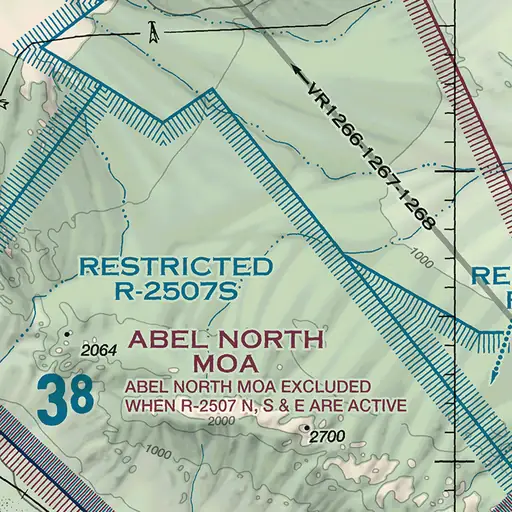 VR1266-1267-1268
1000
RESTRICTED
R-2507S
RE
R
ABEL NORTH
MOA
2064
ABEL NORTH MOA EXCLUDED
WHEN R-2507 N, S & E ARE ACTIVE
38
2000
2700
1000